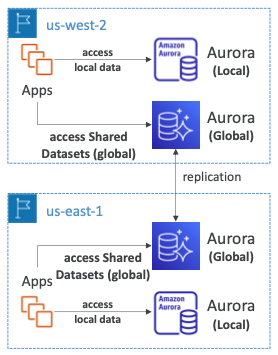 us-west-2
access
local data
Amazon
Aurora
Aurora
(Local)
Apps
access Shared
Datasets (global)
Aurora
(Global)
replication
us-east-1
Aurora
(Global)
access Shared
Datasets (global)
Apps
access
local data
Amazon
Aurora
Aurora
(Local)